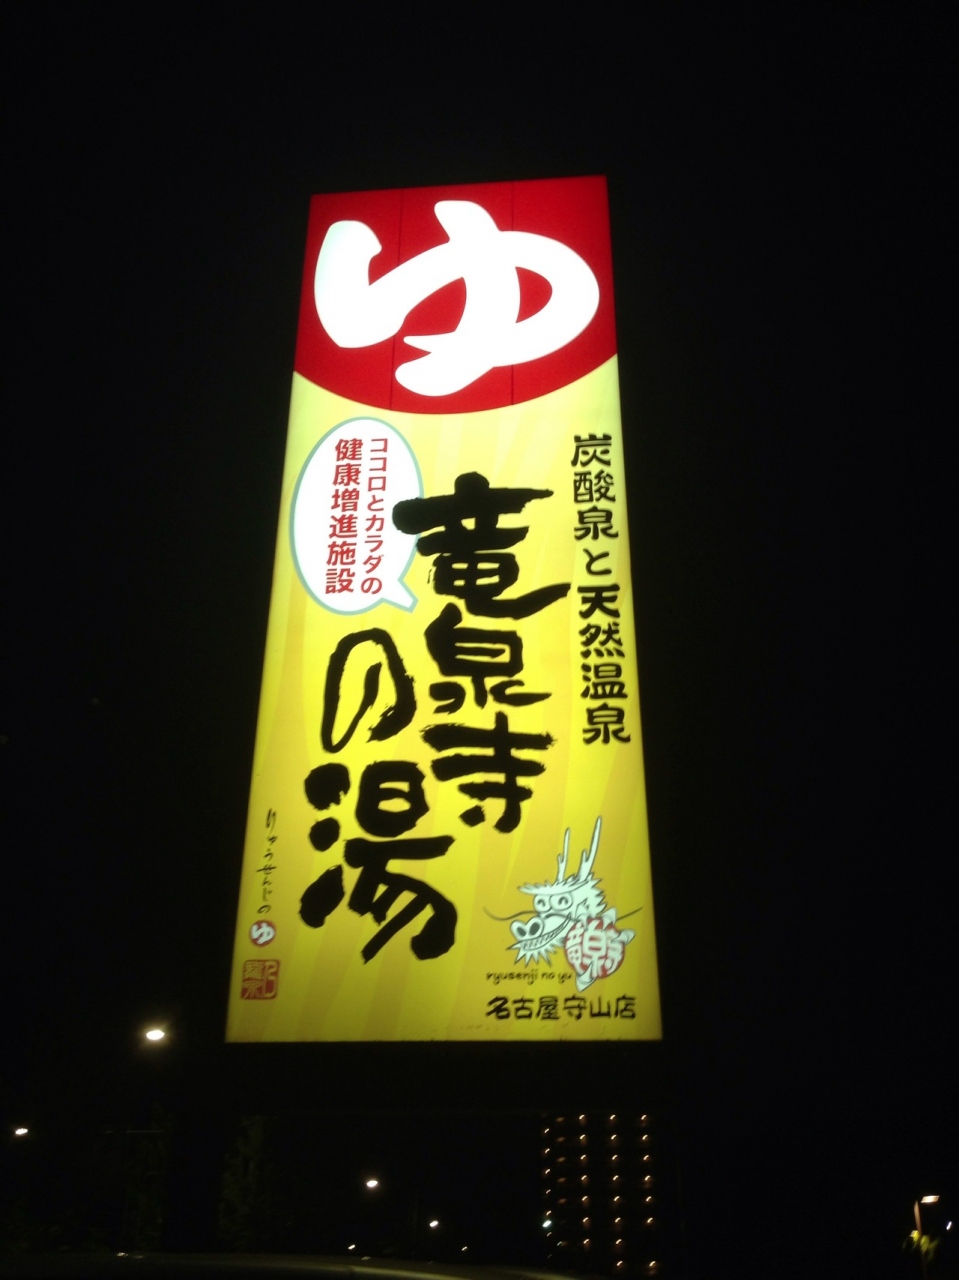 ゆ
炭酸泉と天然温泉
竜泉寺
の湯
ココロとカラダの
健康増進施設
りゅうせんじの
ゆ
ryusenji no yu
名古屋守山店